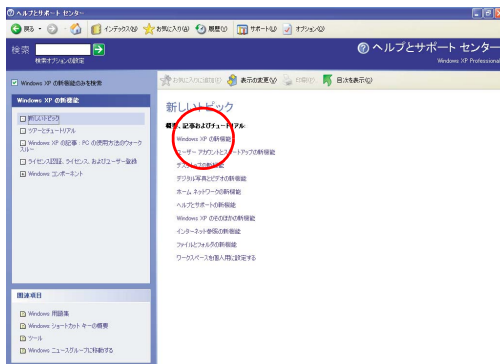 ヘルプとサポート センター
戻る
インデックス(N)
お気に入り(A)
履歴(H)
サポート(U)
オプション(O)
検索
検索オプションの設定
ヘルプとサポート センター
Windows XP Professional
Windows XP の新機能のみを検索
お気に入りに追加(D)
表示の変更(V)
印刷(P)
目次を表示(C)
Windows XP の新機能
新しいトピック
ツアーとチュートリアル
Windows XP の記事 : PC の使用方法のウォークスルー
ライセンス認証、ライセンス、およびユーザー登録
Windows コンポーネント
新しいトピック
概要、記事およびチュートリアル
Windows XP の新機能
ユーザー アカウントとスタートアップの新機能
デスクトップの新機能
デジタル写真とビデオの新機能
ホーム ネットワークの新機能
ヘルプとサポートの新機能
Windows XP のそのほかの新機能
インターネット参照の新機能
ファイルとフォルダの新機能
ワークスペースを個人用に設定する
関連項目
Windows 用語集
Windows ショートカット キーの概要
ツール
Windows ニュースグループに移動する